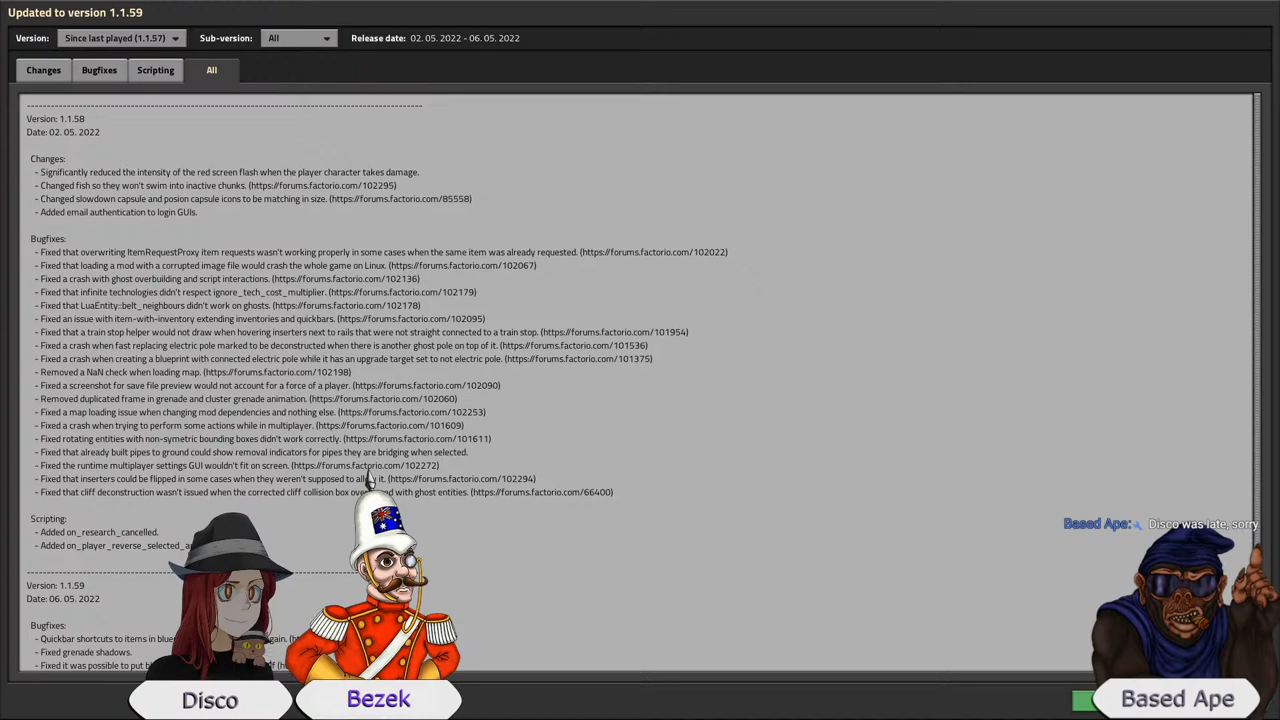 Updated to version 1.1.59
Version: Since last played (1.1.57) Sub-version: All Release date: 02. 05. 2022 - 06. 05. 2022
Changes Bugfixes Scripting All
----------------------------------------------------------------------------------------------------
Version: 1.1.58
Date: 02. 05. 2022
Changes:
- Significantly reduced the intensity of the red screen flash when the player character takes damage.
- Changed fish so they won't swim into inactive chunks. (https://forums.factorio.com/102295)
- Changed slowdown capsule and posion capsule icons to be matching in size. (https://forums.factorio.com/85558)
- Added email authentication to login GUIs.
Bugfixes:
- Fixed that overwriting ItemRequestProxy item requests wasn't working properly in some cases when the same item was already requested. (https://forums.factorio.com/102022)
- Fixed that loading a mod with a corrupted image file would crash the whole game on Linux. (https://forums.factorio.com/102067)
- Fixed a crash with ghost overbuilding and script interactions. (https://forums.factorio.com/102136)
- Fixed that infinite technologies didn't respect ignore_tech_cost_multiplier. (https://forums.factorio.com/102179)
- Fixed that LuaEntity::belt_neighbours didn't work on ghosts. (https://forums.factorio.com/102178)
- Fixed an issue with item-with-inventory extending inventories and quickbars. (https://forums.factorio.com/102095)
- Fixed that a train stop helper would not draw when hovering inserters next to rails that were not straight connected to a train stop. (https://forums.factorio.com/101954)
- Fixed a crash when fast replacing electric pole marked to be deconstructed when there is another ghost pole on top of it. (https://forums.factorio.com/101536)
- Fixed a crash when creating a blueprint with connected electric pole while it has an upgrade target set to not electric pole. (https://forums.factorio.com/101375)
- Removed a NaN check when loading map. (https://forums.factorio.com/102198)
- Fixed a screenshot for save file preview would not account for a force of a player. (https://forums.factorio.com/102090)
- Removed duplicated frame in grenade and cluster grenade animation. (https://forums.factorio.com/102060)
- Fixed a map loading issue when changing mod dependencies and nothing else. (https://forums.factorio.com/102253)
- Fixed a crash when trying to perform some actions while in multiplayer. (https://forums.factorio.com/101609)
- Fixed rotating entities with non-symetric bounding boxes didn't work correctly. (https://forums.factorio.com/101611)
- Fixed that already built pipes to ground could show removal indicators for pipes they are bridging when selected.
- Fixed the runtime multiplayer settings GUI wouldn't fit on screen. (https://forums.factorio.com/102272)
- Fixed that inserters could be flipped in some cases when they weren't supposed to it. (https://forums.factorio.com/102294)
- Fixed that cliff deconstruction wasn't issued when the corrected cliff collision box with ghost entities. (https://forums.factorio.com/66400)
Scripting:
- Added on_research_cancelled.
- Added on_player_reverse_selected_a
Based Ape: Disco was late, sorry
Version: 1.1.59
Date: 06. 05. 2022
Bugfixes:
- Quickbar shortcuts to items in again.
- Fixed grenade shadows.
- Fixed it was possible to put
Disco Bezek Based Ape